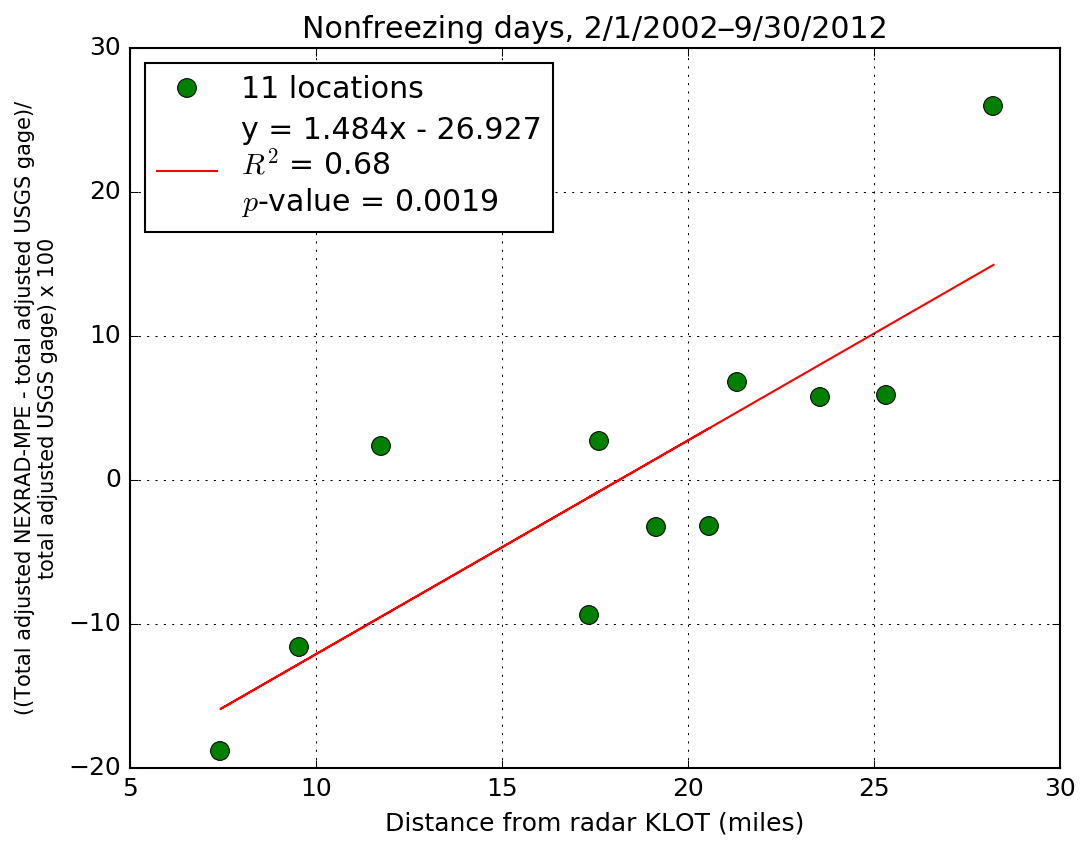 Nonfreezing days, 2/1/2002–9/30/2012
11 locations
y = 1.484x - 26.927
R² = 0.68
p-value = 0.0019
((Total adjusted NEXRAD-MPE - total adjusted USGS gage)/
total adjusted USGS gage) x 100
30
20
10
0
−10
−20
5 10 15 20 25 30
Distance from radar KLOT (miles)